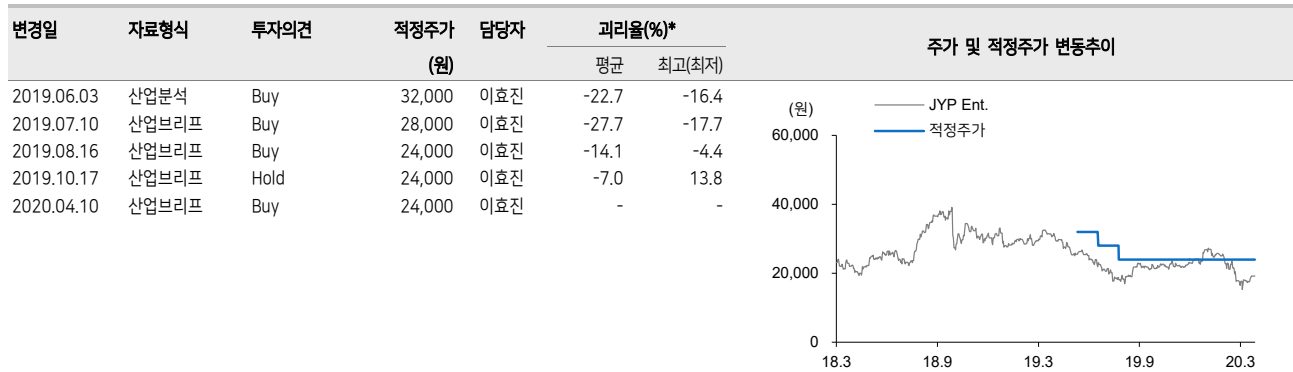 변경일 자료형식 투자의견 적정주가 담당자 괴리율(%)* 주가 및 적정주가 변동추이
(원) 평균 최고(최저)
2019.06.03 산업분석 Buy 32,000 이효진 -22.7 -16.4
2019.07.10 산업브리프 Buy 28,000 이효진 -27.7 -17.7
2019.08.16 산업브리프 Buy 24,000 이효진 -14.1 -4.4
2019.10.17 산업브리프 Hold 24,000 이효진 -7.0 13.8
2020.04.10 산업브리프 Buy 24,000 이효진 - -
(원)
JYP Ent.
적정주가
60,000
40,000
20,000
0
18.3 18.9 19.3 19.9 20.3